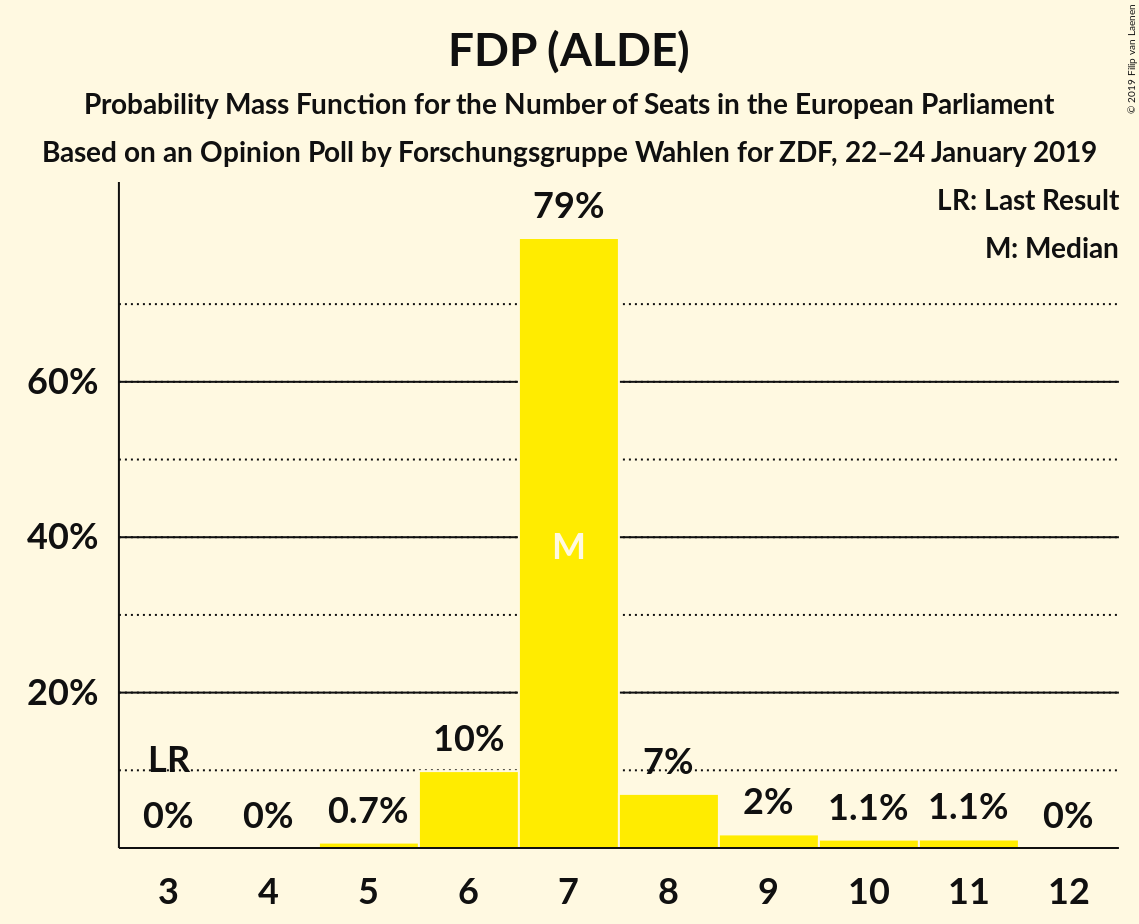 FDP (ALDE)
Probability Mass Function for the Number of Seats in the European Parliament
Based on an Opinion Poll by Forschungsgruppe Wahlen for ZDF, 22–24 January 2019
© 2019 Filip van Laenen
LR: Last Result
M: Median
79%
60%
40%
M
20%
LR
0%
0%
0.7%
10%
7%
2%
1.1%
1.1%
0%
3 4 5 6 7 8 9 10 11 12